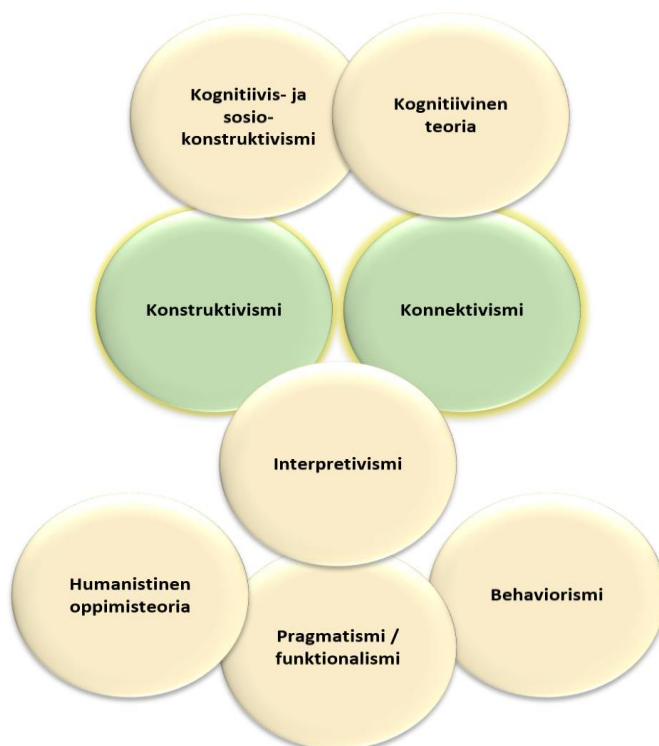 Kognitiivis- ja
sosio-
konstruktivismi
Kognitiivinen
teoria
Konstruktivismi
Konnektivismi
Interpretivismi
Humanistinen
oppimisteoria
Pragmatismi /
funktionalismi
Behaviorismi